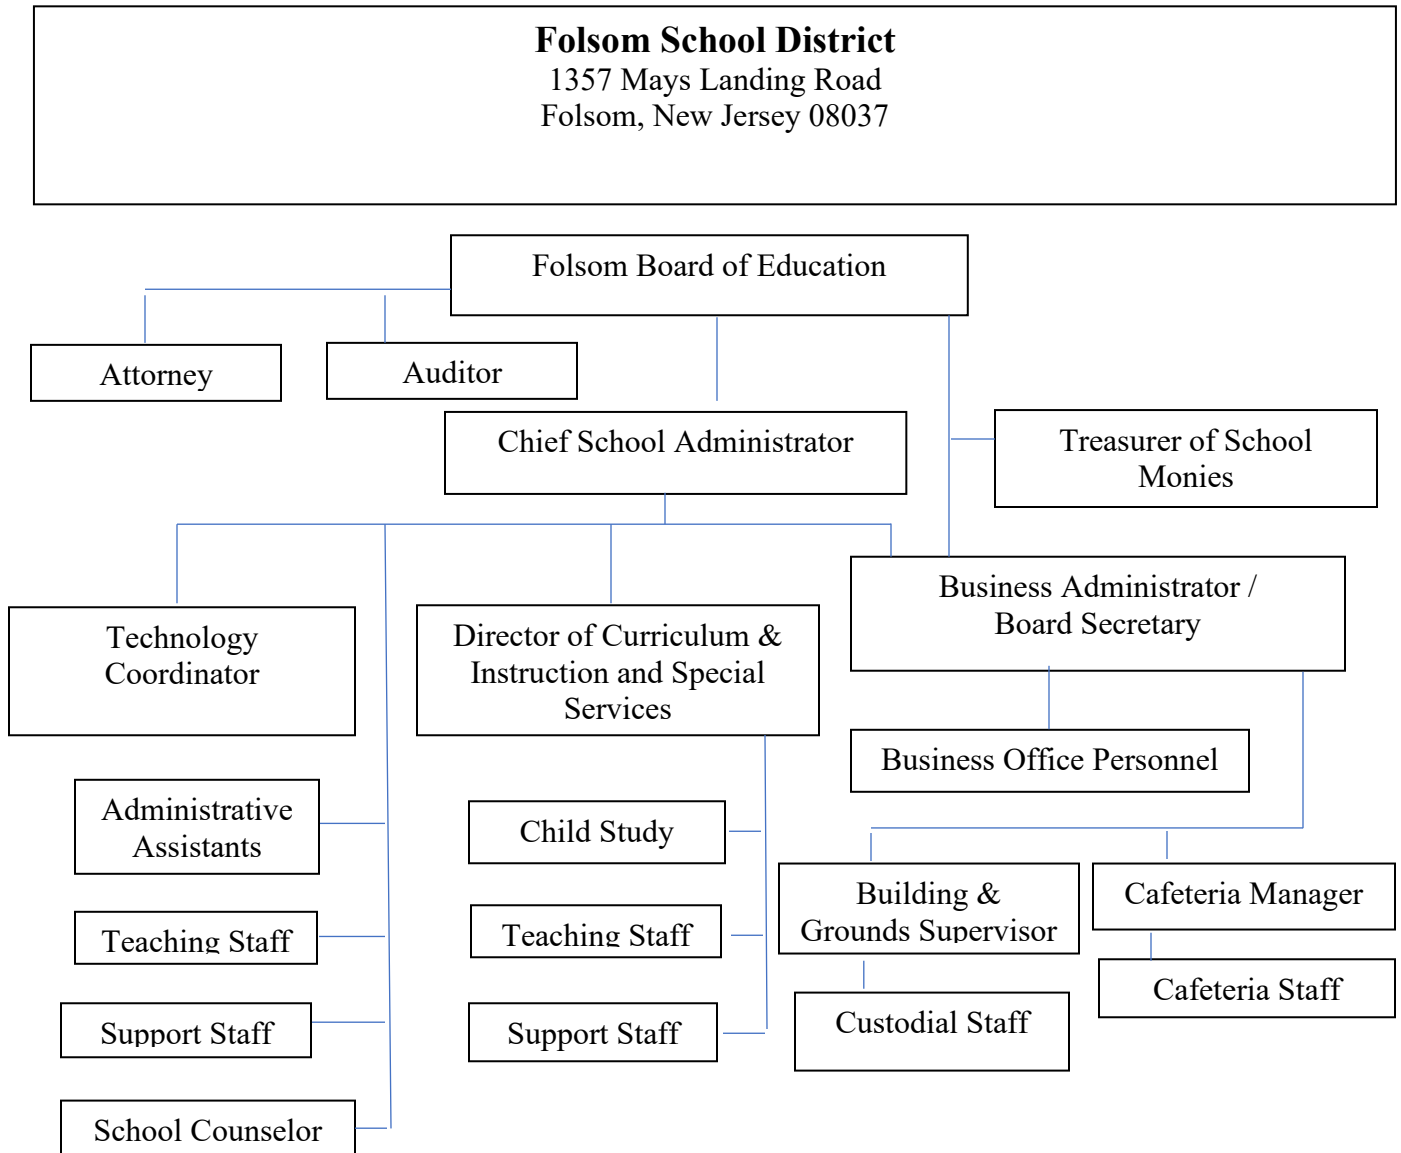 Folsom School District
1357 Mays Landing Road
Folsom, New Jersey 08037
Folsom Board of Education
Attorney
Auditor
Chief School Administrator
Treasurer of School
Monies
Technology
Coordinator
Director of Curriculum &
Instruction and Special
Services
Business Administrator /
Board Secretary
Business Office Personnel
Administrative
Assistants
Child Study
Building &
Grounds Supervisor
Cafeteria Manager
Teaching Staff
Teaching Staff
Cafeteria Staff
Support Staff
Support Staff
Custodial Staff
School Counselor